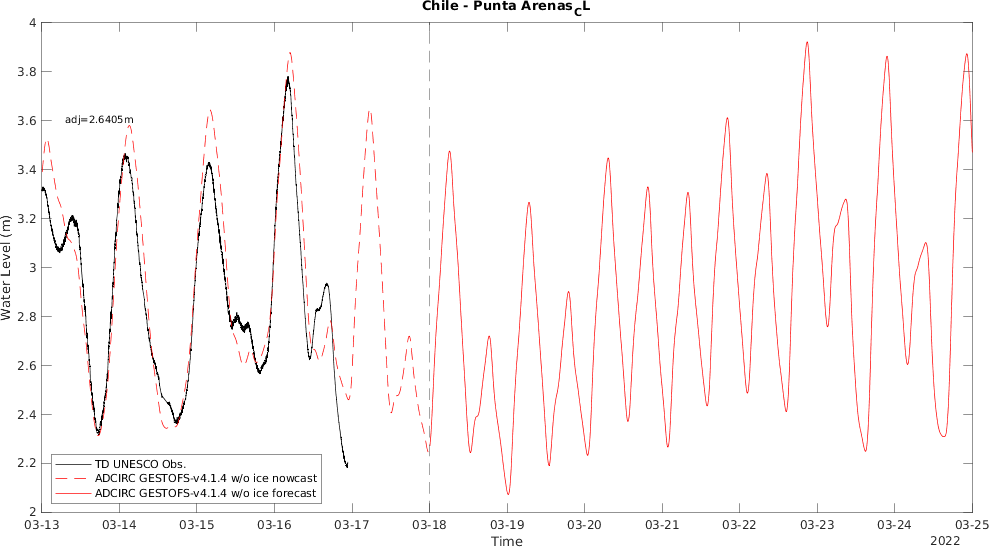 Chile - Punta Arenas_CL
4
3.8
3.6
3.4
3.2
3
2.8
2.6
2.4
2.2
2
Water Level (m)
adj=2.6405m
TD UNESCO Obs.
ADCIRC GESTOFS-v4.1.4 w/o ice nowcast
ADCIRC GESTOFS-v4.1.4 w/o ice forecast
03-13 03-14 03-15 03-16 03-17 03-18 03-19 03-20 03-21 03-22 03-23 03-24 03-25
Time
2022